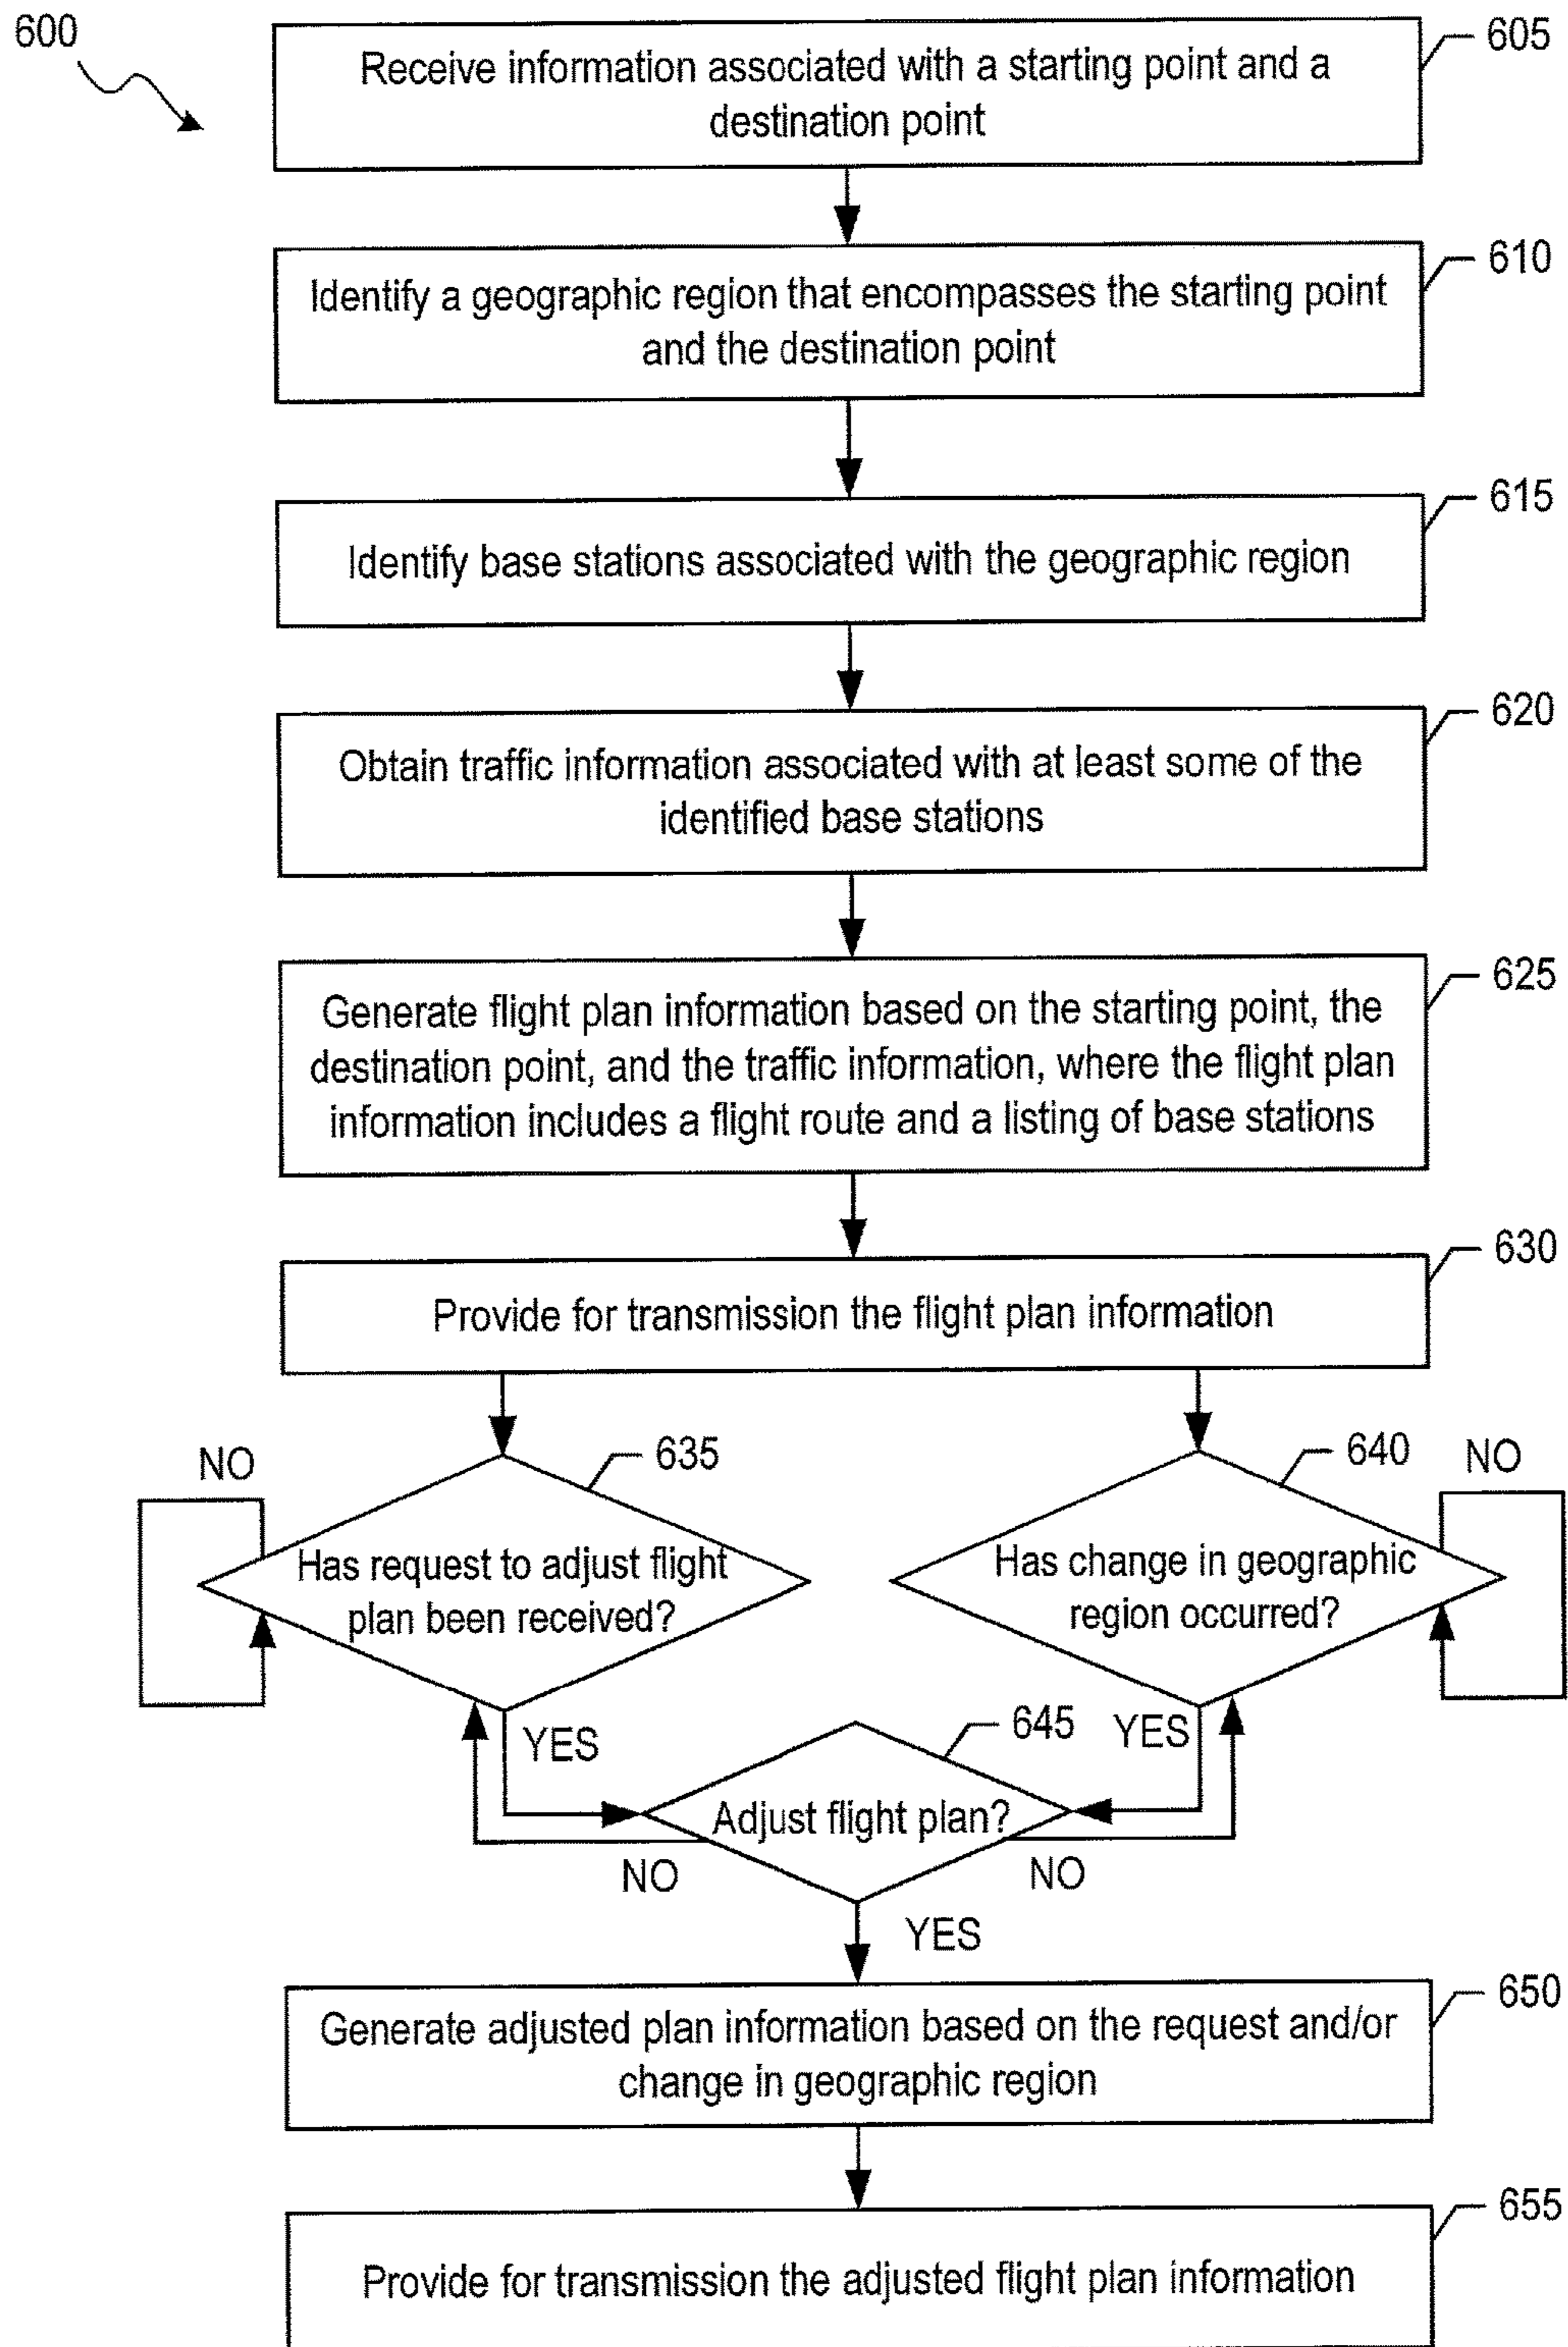 600
605
Receive information associated with a starting point and a
destination point
610
Identify a geographic region that encompasses the starting point
and the destination point
615
Identify base stations associated with the geographic region
620
Obtain traffic information associated with at least some of the
identified base stations
625
Generate flight plan information based on the starting point, the
destination point, and the traffic information, where the flight plan
information includes a flight route and a listing of base stations
630
Provide for transmission the flight plan information
NO
635
640
NO
Has request to adjust flight
plan been received?
Has change in geographic
region occurred?
YES
645
YES
Adjust flight plan?
NO
NO
YES
650
Generate adjusted plan information based on the request and/or
change in geographic region
655
Provide for transmission the adjusted flight plan information